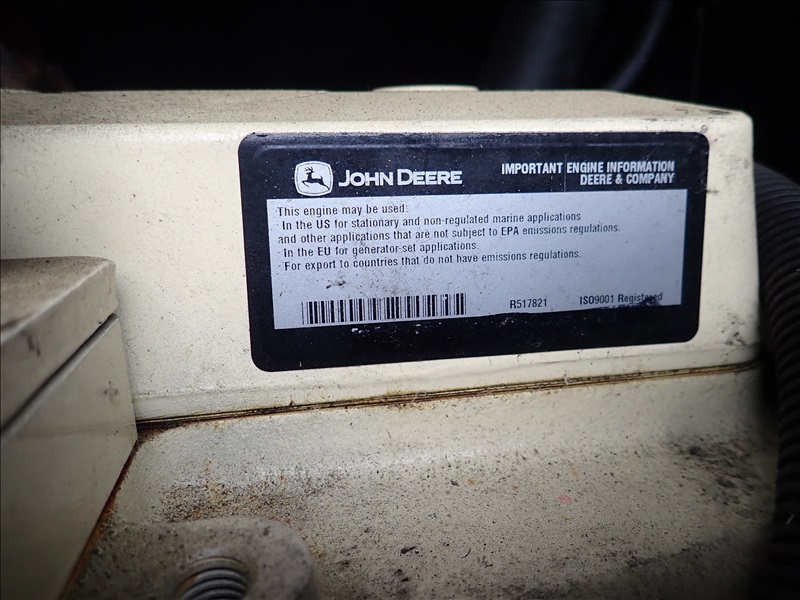 JOHN DEERE
IMPORTANT ENGINE INFORMATION
DEERE & COMPANY
This engine may be used:
In the US for stationary and non-regulated marine applications
and other applications that are not subject to EPA emissions regulations.
In the EU for generator-set applications.
For export to countries that do not have emissions regulations.
R517821 ISO9001 Registered